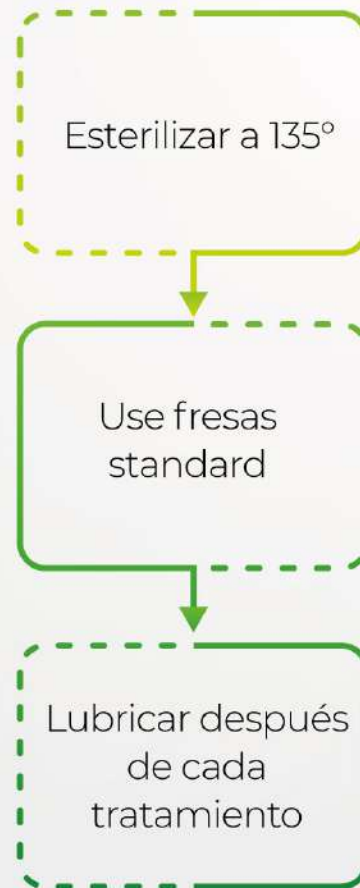 Esterilizar a 135°
Use fresas
standard
Lubricar después
de cada
tratamiento